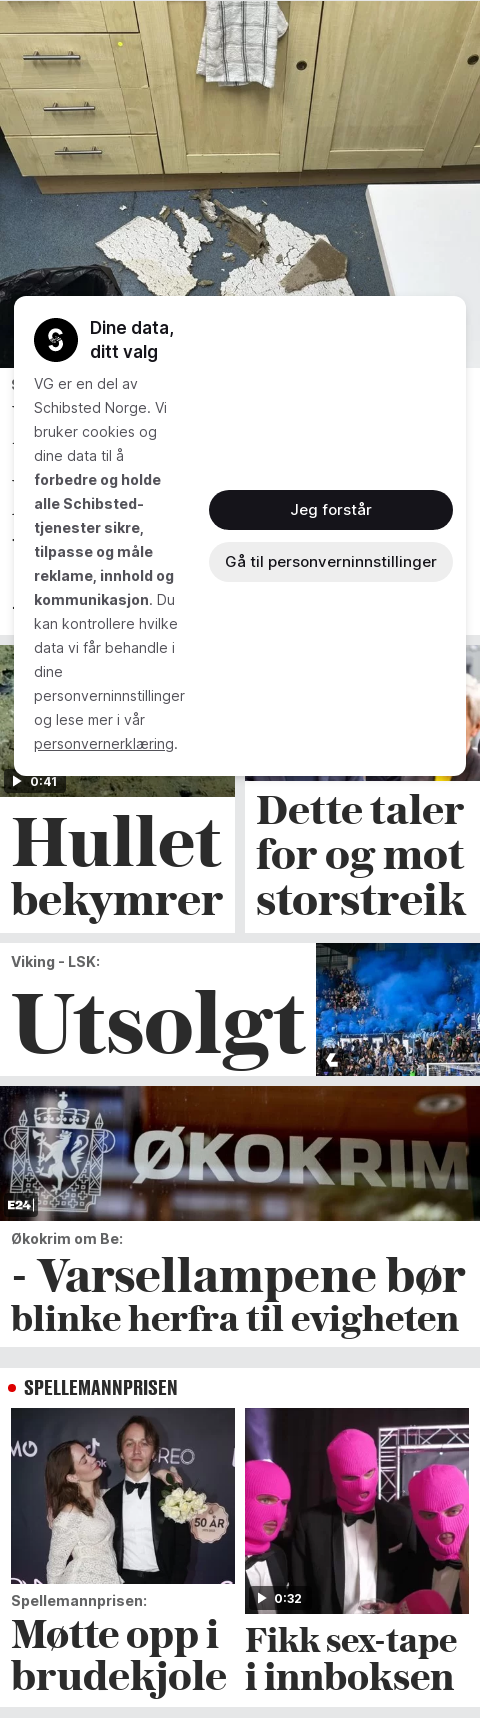 Dine data,
ditt valg
VG er en del av
Schibsted Norge. Vi
bruker cookies og
dine data til å
forbedre og holde
alle Schibsted-
tjenester sikre,
tilpasse og måle
reklame, innhold og
kommunikasjon. Du
kan kontrollere hvilke
data vi får behandle i
dine
personverninnstillinger
og lese mer i vår
personvernerklæring.
Jeg forstår
Gå til personverninnstillinger
0:41
Hullet
bekymrer
Dette taler
for og mot
storstreik
Viking - LSK:
Utsolgt
ØKOKRIM
E24
Økokrim om Be:
- Varsellampene bør
blinke herfra til evigheten
SPELLEMANNPRISEN
50 ÅR
Spellemannprisen:
Møtte opp i
brudekjole
0:32
Fikk sex-tape
i innboksen